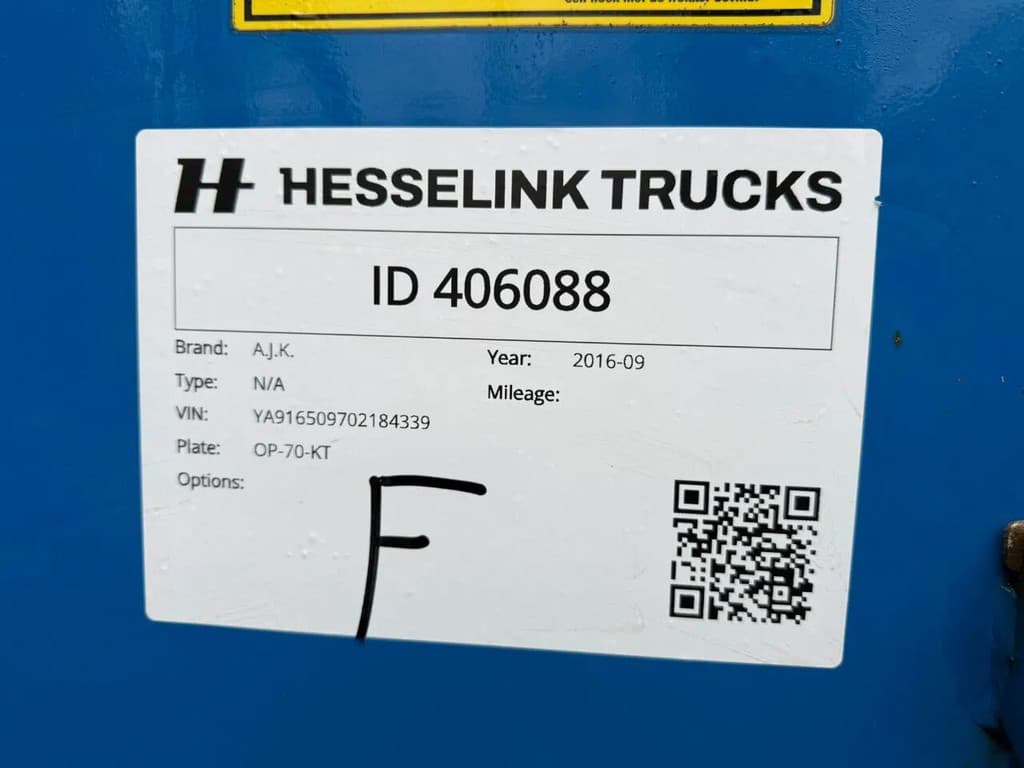 H HESSELINK TRUCKS
ID 406088
Brand: A.J.K.
Year: 2016-09
Type: N/A
Mileage:
VIN: YA916509702184339
Plate: OP-70-KT
Options:
F